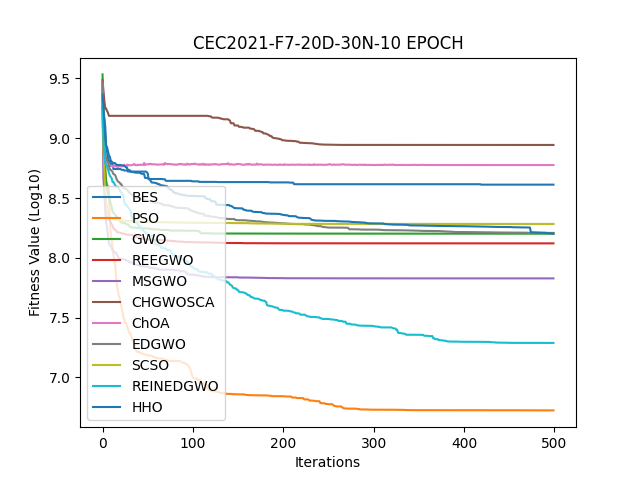 CEC2021-F7-20D-30N-10 EPOCH
Fitness Value (Log10)
9.5
9.0
8.5
8.0
7.5
7.0
BES
PSO
GWO
REEGWO
MSGWO
CHGWOSCA
ChOA
EDGWO
SCSO
REINEDGWO
HHO
0 100 200 300 400 500
Iterations